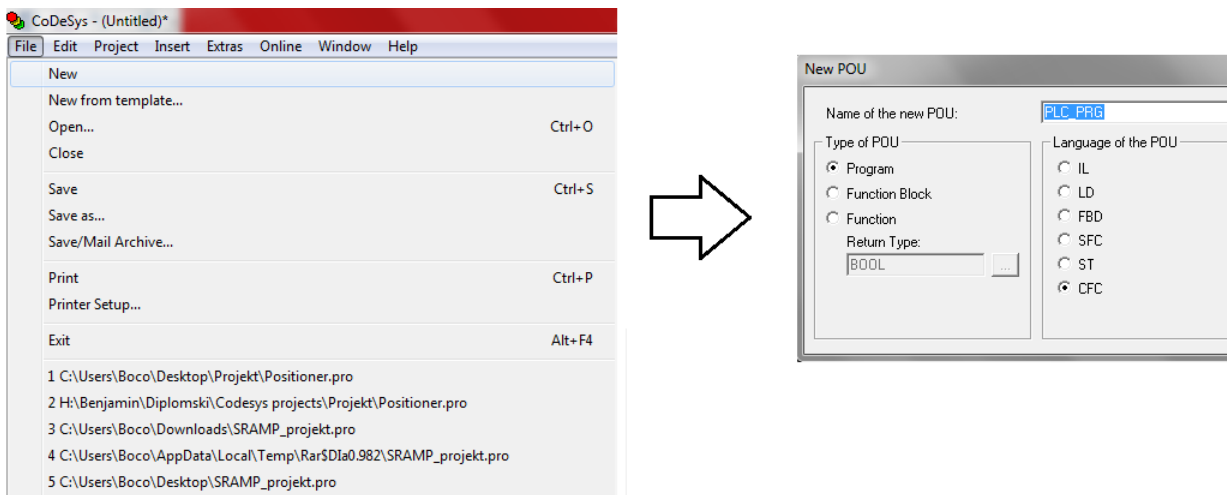 CoDeSys - (Untitled)*
File Edit Project Insert Extras Online Window Help
New
New from template...
Open... Ctrl+O
Close
Save Ctrl+S
Save as...
Save/Mail Archive...
Print Ctrl+P
Printer Setup...
Exit Alt+F4
1 C:\Users\Boco\Desktop\Projekt\Positioner.pro
2 H:\Benjamin\Diplomski\Codesys projects\Projekt\Positioner.pro
3 C:\Users\Boco\Downloads\SRAMP_projekt.pro
4 C:\Users\Boco\AppData\Local\Temp\Rar$DIa0.982\SRAMP_projekt.pro
5 C:\Users\Boco\Desktop\SRAMP_projekt.pro
New POU
Name of the new POU: PLC_PRG
Type of POU
Program
Function Block
Function
Return Type:
BOOL ...
Language of the POU
IL
LD
FBD
SFC
ST
CFC